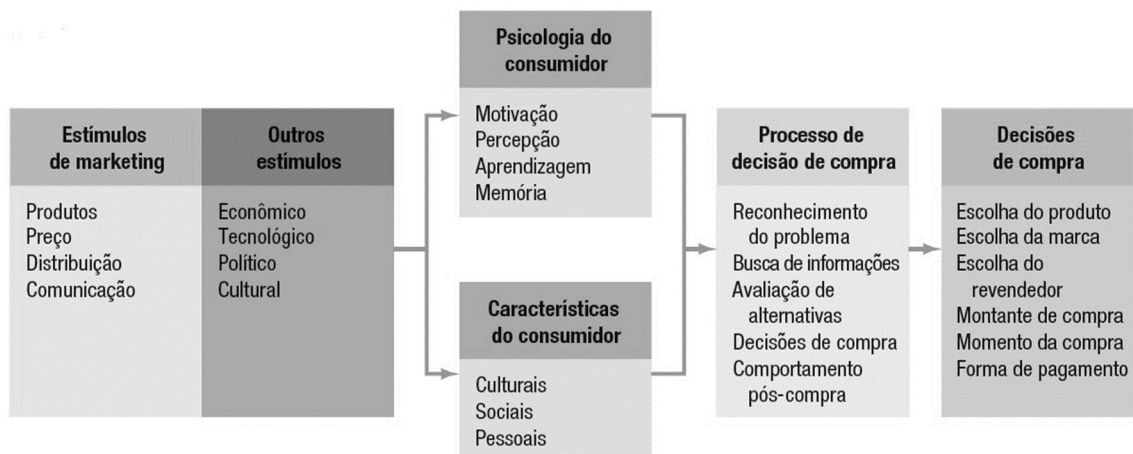 Estímulos
de marketing
Produtos
Preço
Distribuição
Comunicação
Outros
estímulos
Econômico
Tecnológico
Político
Cultural
Psicologia do
consumidor
Motivação
Percepção
Aprendizagem
Memória
Características
do consumidor
Culturais
Sociais
Pessoais
Processo de
decisão de compra
Reconhecimento
do problema
Busca de informações
Avaliação de
alternativas
Decisões de compra
Comportamento
pós-compra
Decisões
de compra
Escolha do produto
Escolha da marca
Escolha do
revendedor
Montante de compra
Momento da compra
Forma de pagamento